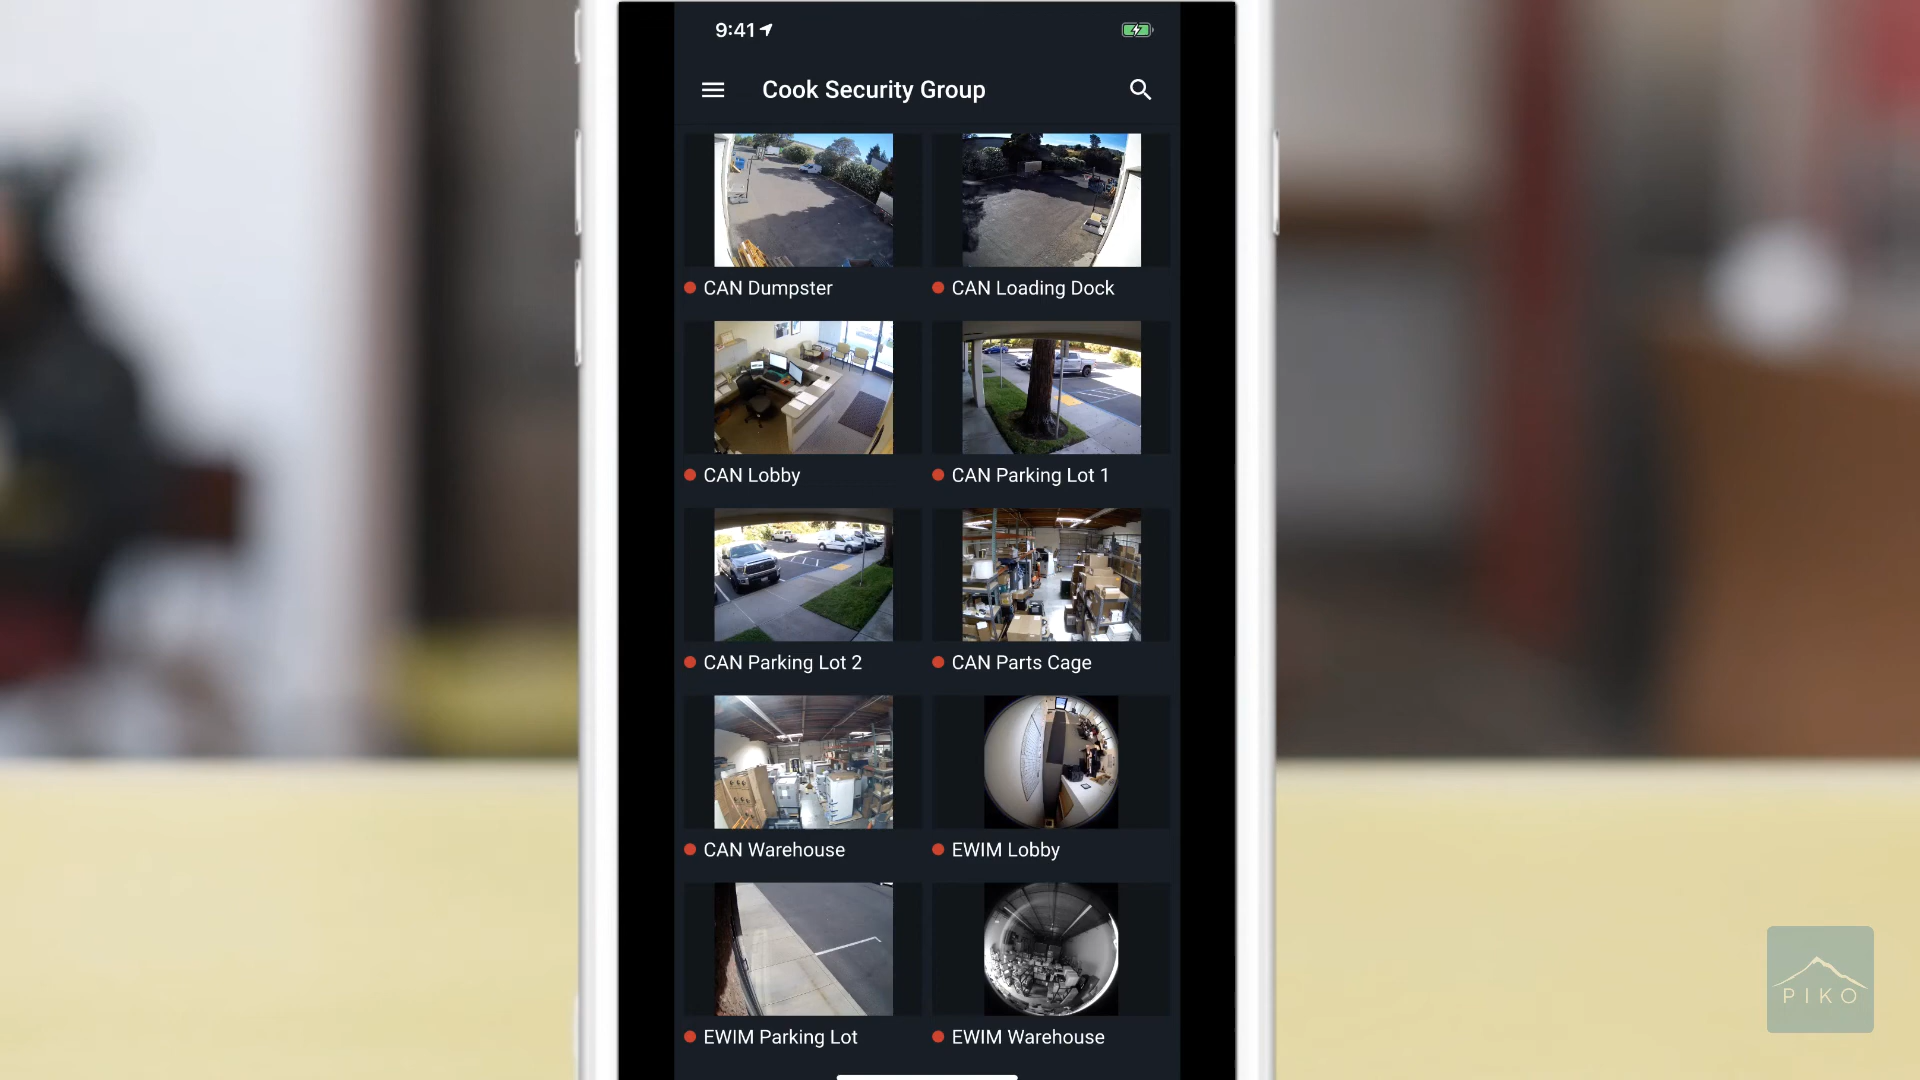 9:41
Cook Security Group
CAN Dumpster
CAN Loading Dock
CAN Lobby
CAN Parking Lot 1
CAN Parking Lot 2
CAN Parts Cage
CAN Warehouse
EWIM Lobby
EWIM Parking Lot
EWIM Warehouse
PIKO